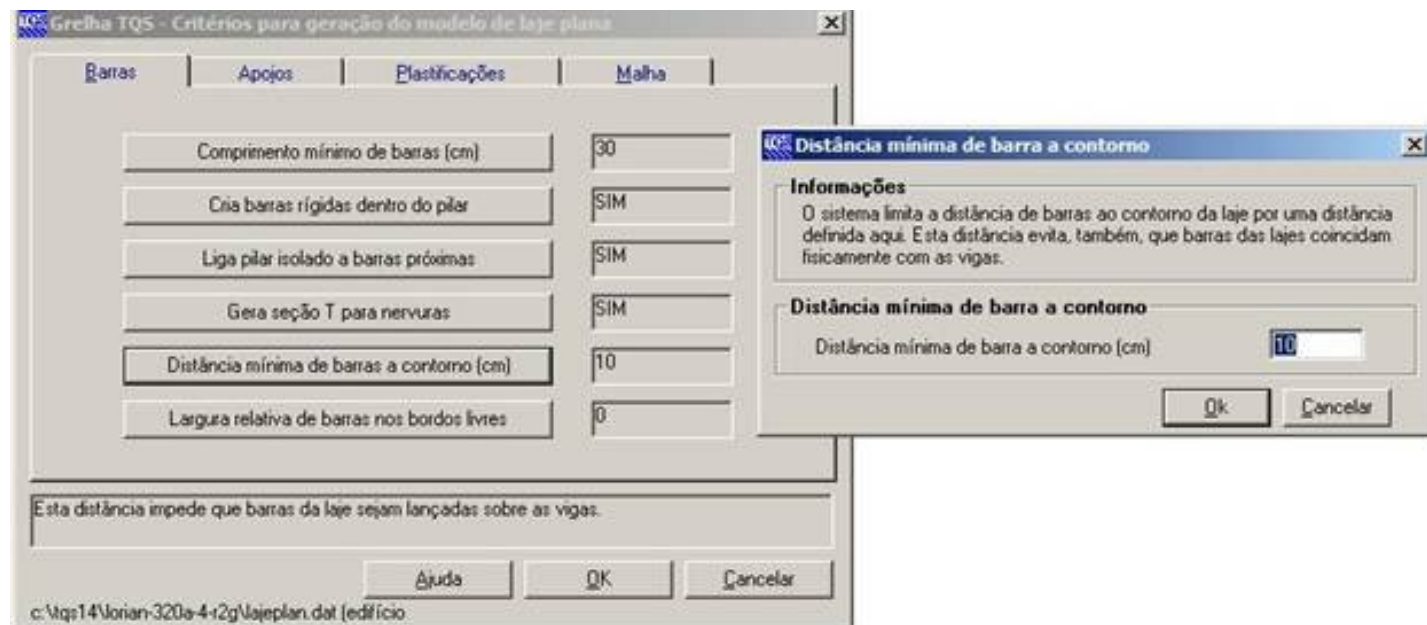 Grelha TQS - Critérios para geração do modelo de laje plana
Barras
Apoios
Plastificações
Malha
Comprimento mínimo de barras (cm)
30
Cria barras rígidas dentro do pilar
SIM
Liga pilar isolado a barras próximas
SIM
Gera seção T para nervuras
SIM
Distância mínima de barras a contorno (cm)
10
Largura relativa de barras nos bordos livres
0
Esta distância impede que barras da laje sejam lançadas sobre as vigas.
Ajuda
OK
Cancelar
c:\tqs14\lorian-320a-4-r2g\lajeplan.dat (edifício
Distância mínima de barra a contorno
Informações
O sistema limita a distância de barras ao contorno da laje por uma distância
definida aqui. Esta distância evita, também, que barras das lajes coincidam
fisicamente com as vigas.
Distância mínima de barra a contorno
Distância mínima de barra a contorno (cm)
10
Ok
Cancelar